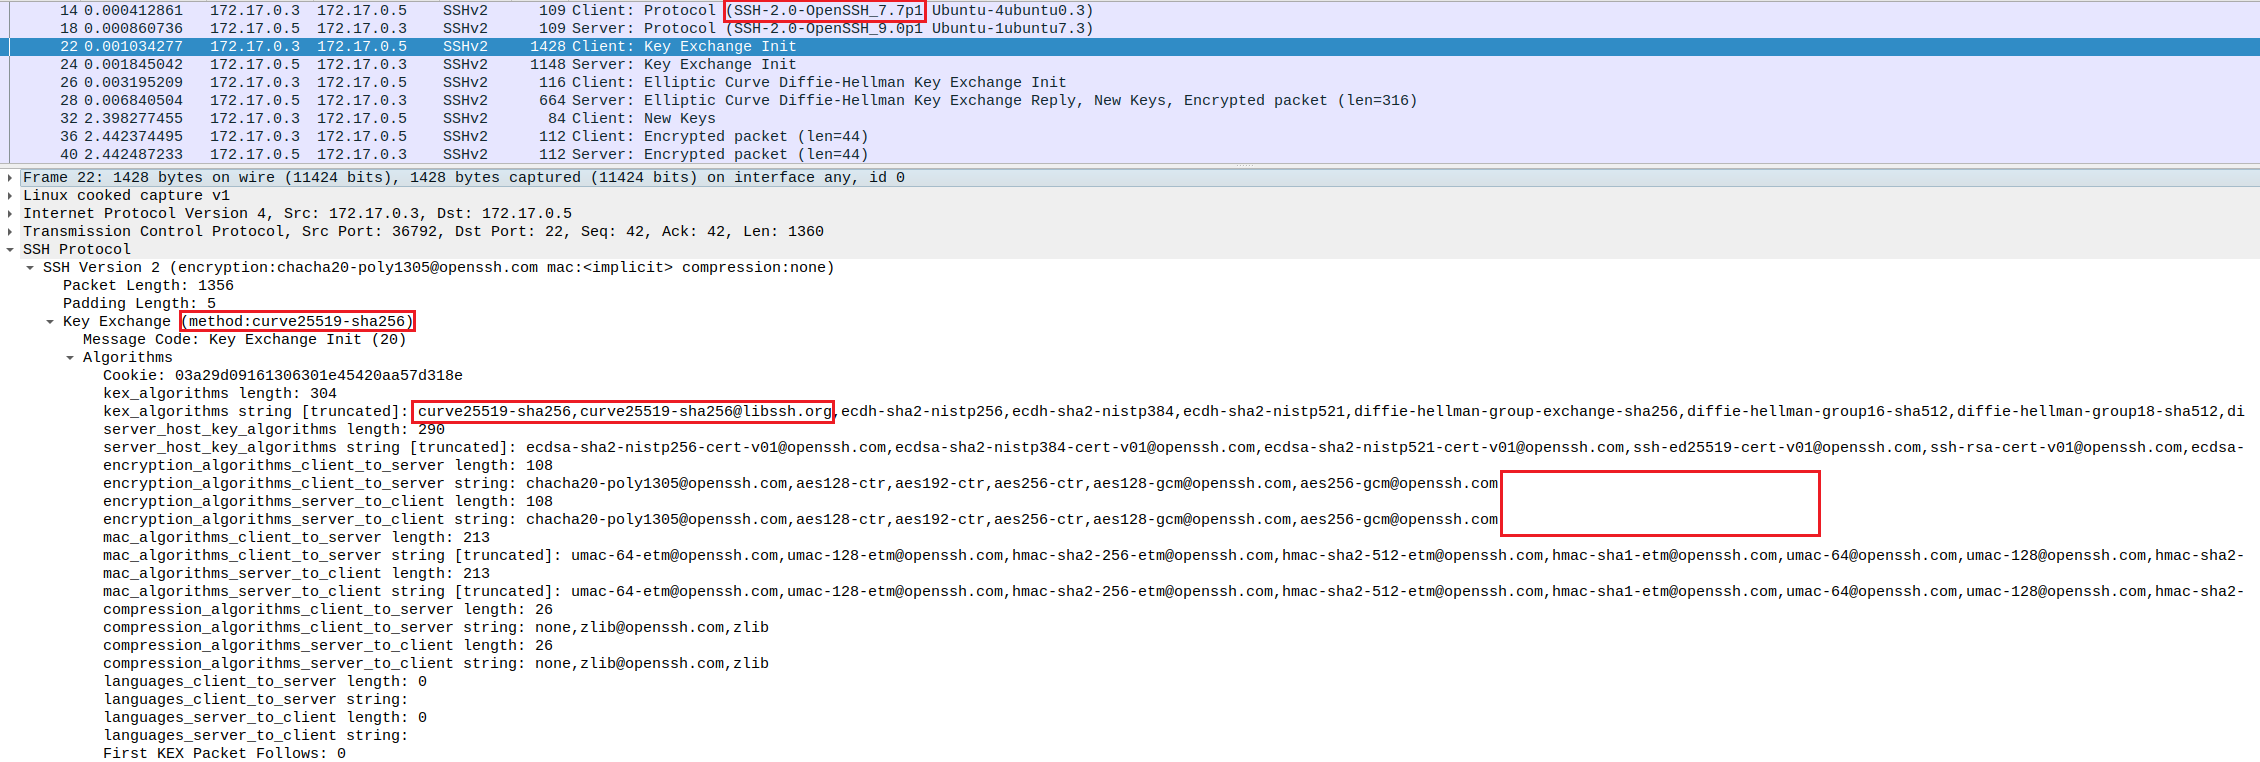 14 0.000412861 172.17.0.3 172.17.0.5 SSHv2 109 Client: Protocol (SSH-2.0-OpenSSH_7.7p1 Ubuntu-4ubuntu0.3)
18 0.000860736 172.17.0.5 172.17.0.3 SSHv2 109 Server: Protocol (SSH-2.0-OpenSSH_9.0p1 Ubuntu-1ubuntu7.3)
22 0.001034277 172.17.0.3 172.17.0.5 SSHv2 1428 Client: Key Exchange Init
24 0.001845042 172.17.0.5 172.17.0.3 SSHv2 1148 Server: Key Exchange Init
26 0.003195209 172.17.0.3 172.17.0.5 SSHv2 116 Client: Elliptic Curve Diffie-Hellman Key Exchange Init
28 0.006840504 172.17.0.5 172.17.0.3 SSHv2 664 Server: Elliptic Curve Diffie-Hellman Key Exchange Reply, New Keys, Encrypted packet (len=316)
32 2.398277455 172.17.0.3 172.17.0.5 SSHv2 84 Client: New Keys
36 2.442374495 172.17.0.3 172.17.0.5 SSHv2 112 Client: Encrypted packet (len=44)
40 2.442487233 172.17.0.5 172.17.0.3 SSHv2 112 Server: Encrypted packet (len=44)
Frame 22: 1428 bytes on wire (11424 bits), 1428 bytes captured (11424 bits) on interface any, id 0
Linux cooked capture v1
Internet Protocol Version 4, Src: 172.17.0.3, Dst: 172.17.0.5
Transmission Control Protocol, Src Port: 36792, Dst Port: 22, Seq: 42, Ack: 42, Len: 1360
SSH Protocol
SSH Version 2 (encryption:chacha20-poly1305@openssh.com mac:<implicit> compression:none)
Packet Length: 1356
Padding Length: 5
Key Exchange (method:curve25519-sha256)
Message Code: Key Exchange Init (20)
Algorithms
Cookie: 03a29d09161306301e45420aa57d318e
kex_algorithms length: 304
kex_algorithms string [truncated]: curve25519-sha256,curve25519-sha256@libssh.org,ecdh-sha2-nistp256,ecdh-sha2-nistp384,ecdh-sha2-nistp521,diffie-hellman-group-exchange-sha256,diffie-hellman-group16-sha512,diffie-hellman-group18-sha512,di
server_host_key_algorithms length: 290
server_host_key_algorithms string [truncated]: ecdsa-sha2-nistp256-cert-v01@openssh.com,ecdsa-sha2-nistp384-cert-v01@openssh.com,ecdsa-sha2-nistp521-cert-v01@openssh.com,ssh-ed25519-cert-v01@openssh.com,ssh-rsa-cert-v01@openssh.com,ecdsa-
encryption_algorithms_client_to_server length: 108
encryption_algorithms_client_to_server string: chacha20-poly1305@openssh.com,aes128-ctr,aes192-ctr,aes256-ctr,aes128-gcm@openssh.com,aes256-gcm@openssh.com
encryption_algorithms_server_to_client length: 108
encryption_algorithms_server_to_client string: chacha20-poly1305@openssh.com,aes128-ctr,aes192-ctr,aes256-ctr,aes128-gcm@openssh.com,aes256-gcm@openssh.com
mac_algorithms_client_to_server length: 213
mac_algorithms_client_to_server string [truncated]: umac-64-etm@openssh.com,umac-128-etm@openssh.com,hmac-sha2-256-etm@openssh.com,hmac-sha2-512-etm@openssh.com,hmac-sha1-etm@openssh.com,umac-64@openssh.com,umac-128@openssh.com,hmac-sha2-
mac_algorithms_server_to_client length: 213
mac_algorithms_server_to_client string [truncated]: umac-64-etm@openssh.com,umac-128-etm@openssh.com,hmac-sha2-256-etm@openssh.com,hmac-sha2-512-etm@openssh.com,hmac-sha1-etm@openssh.com,umac-64@openssh.com,umac-128@openssh.com,hmac-sha2-
compression_algorithms_client_to_server length: 26
compression_algorithms_client_to_server string: none,zlib@openssh.com,zlib
compression_algorithms_server_to_client length: 26
compression_algorithms_server_to_client string: none,zlib@openssh.com,zlib
languages_client_to_server length: 0
languages_client_to_server string:
languages_server_to_client length: 0
languages_server_to_client string:
First KEX Packet Follows: 0